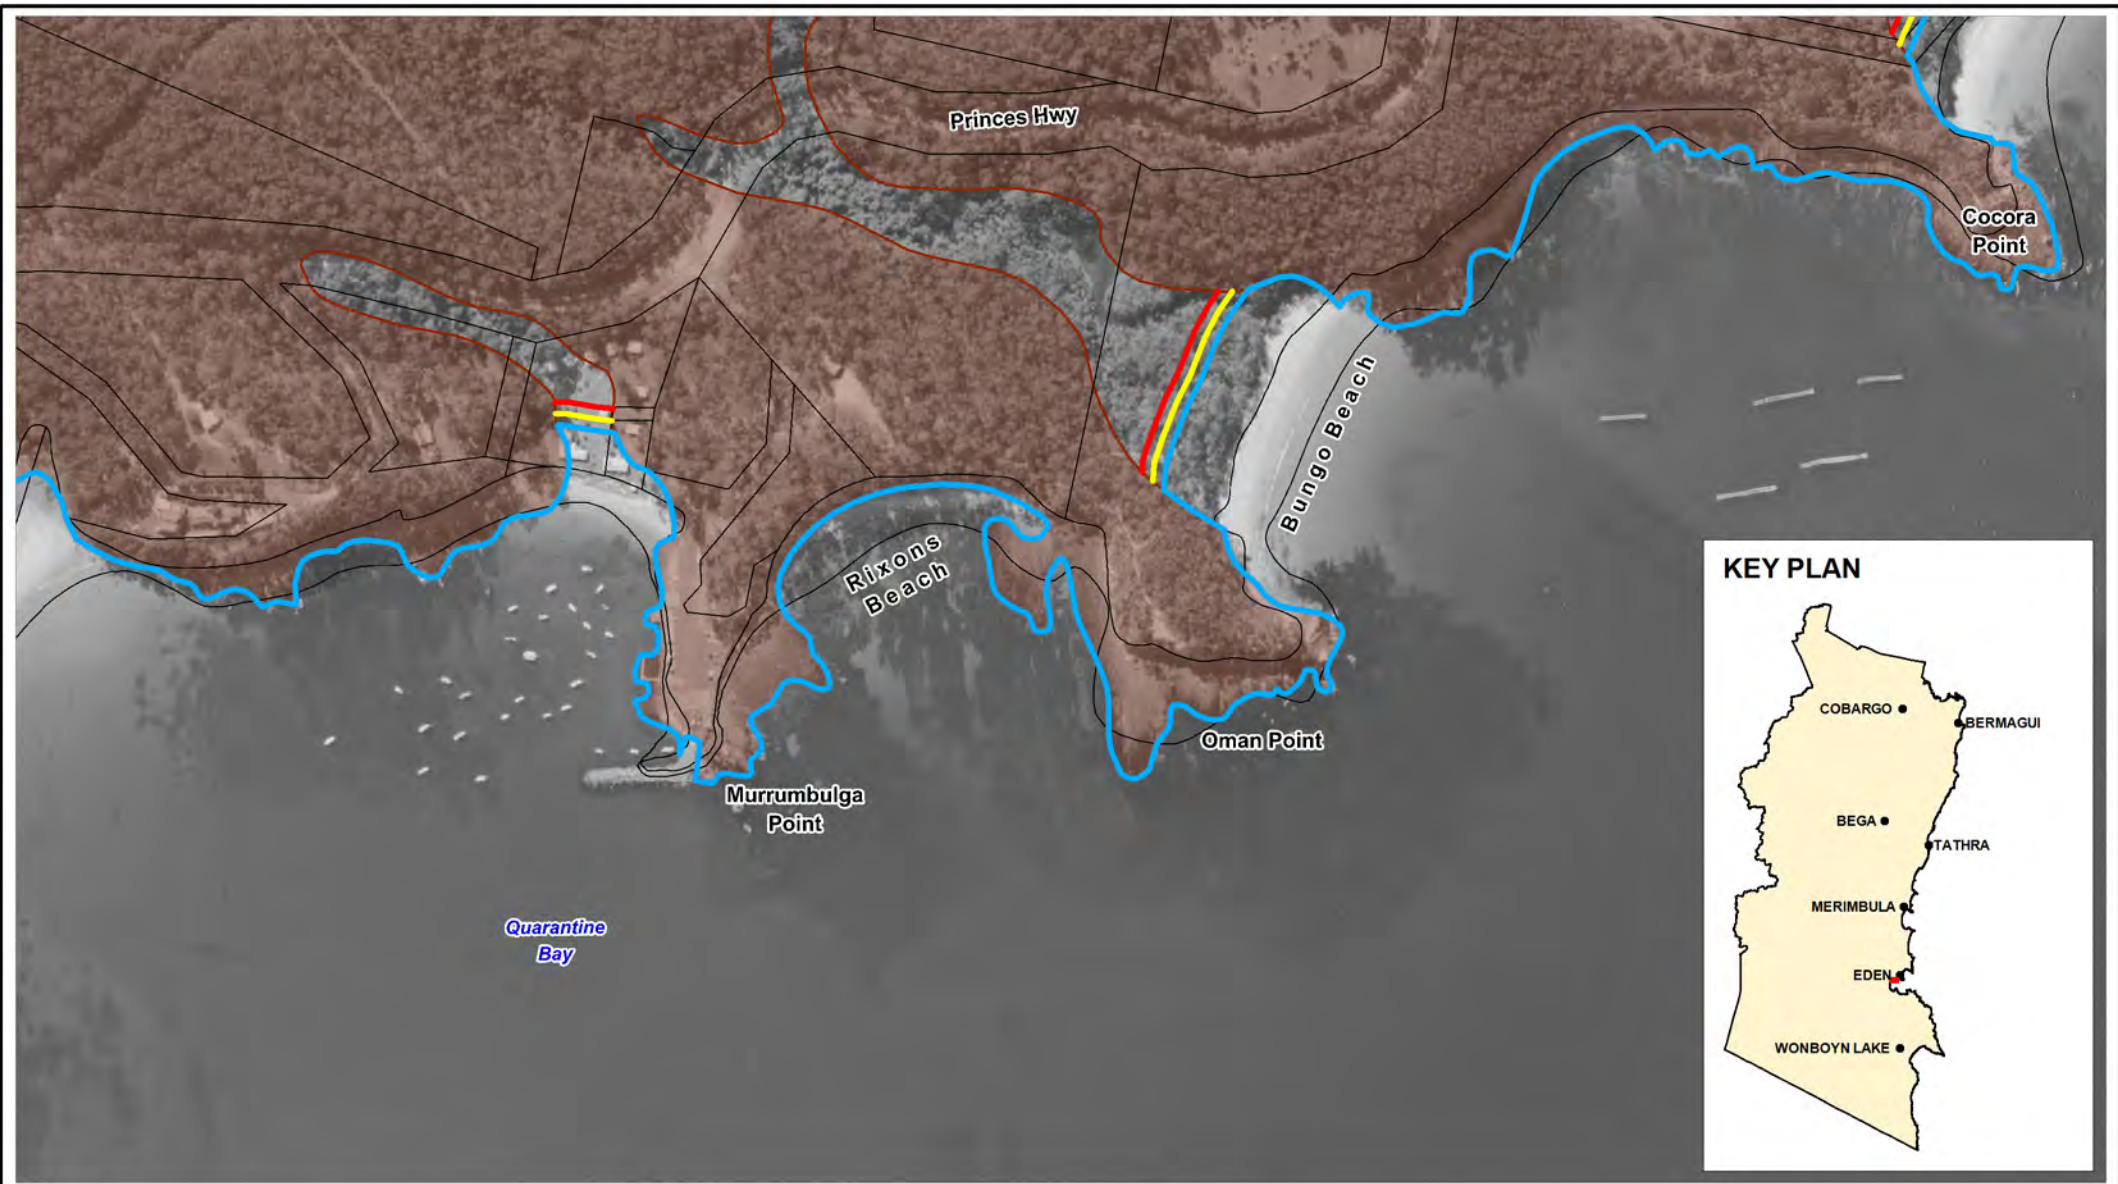 Princes Hwy
Cocora
Point
Bungo Beach
Rixons
Beach
Oman Point
Murrumbulga
Point
Quarantine
Bay
KEY PLAN
COBARGO
BERMAGUI
BEGA
TATHRA
MERIMBULA
EDEN
WONBOYN LAKE